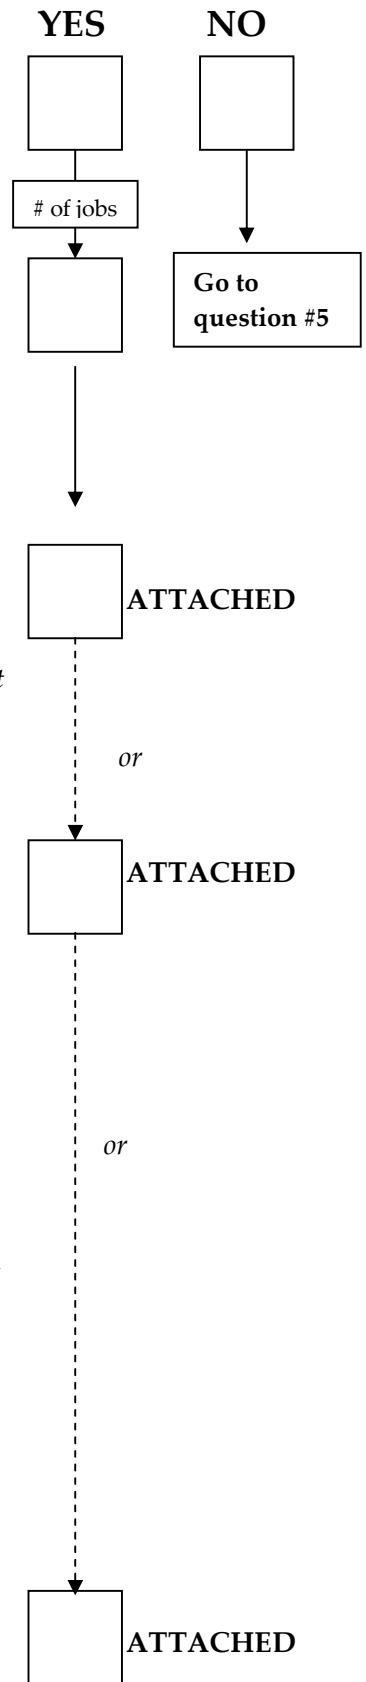 YES NO
# of jobs
Go to
question #5
ATTACHED
t
or
ATTACHED
or
ATTACHED